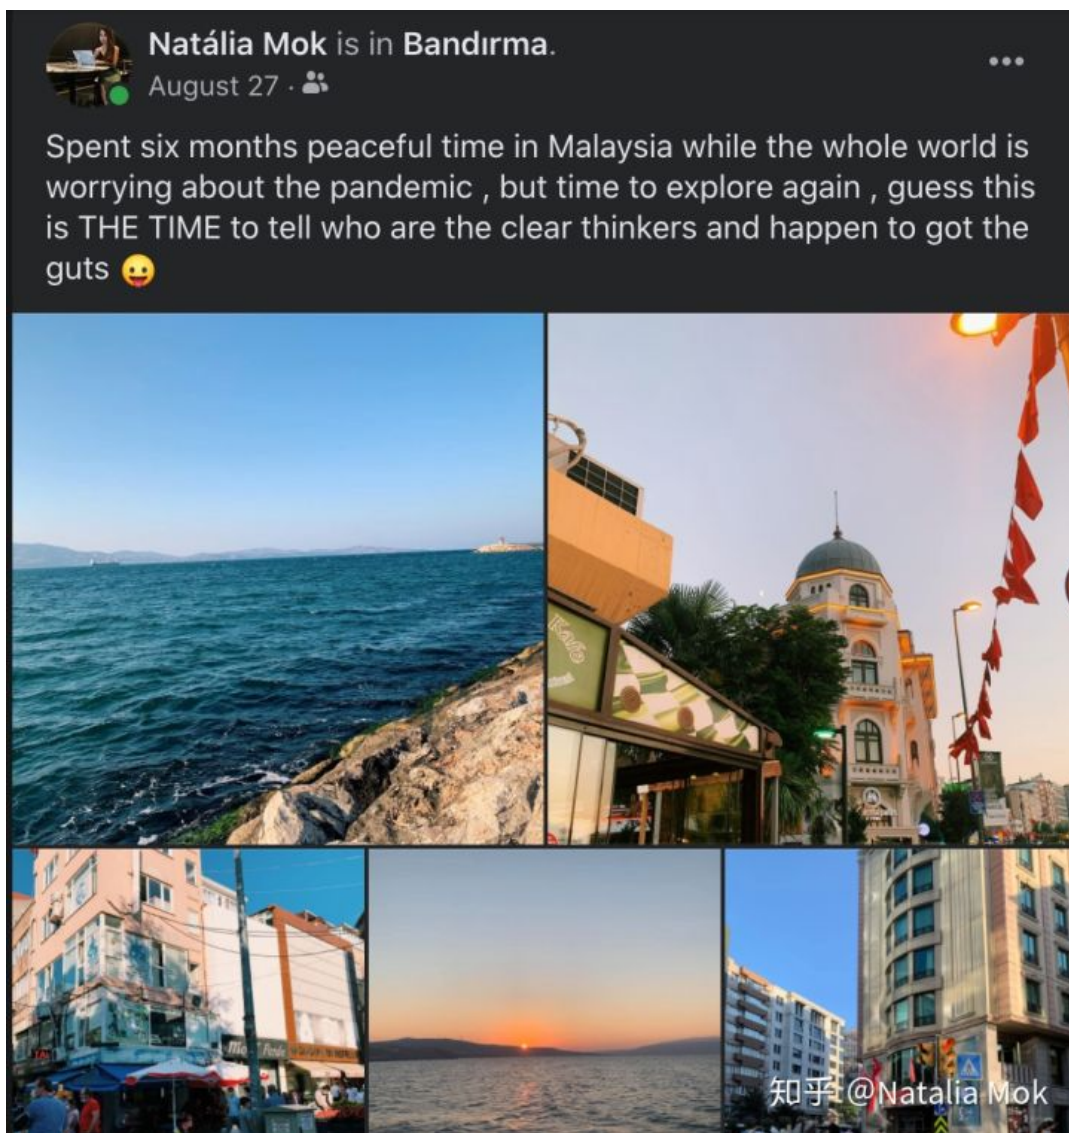 Natália Mok is in Bandırma.
August 27 ·
Spent six months peaceful time in Malaysia while the whole world is
worrying about the pandemic , but time to explore again , guess this
is THE TIME to tell who are the clear thinkers and happen to got the
guts 😛
Kafe
知乎 @Natalia Mok